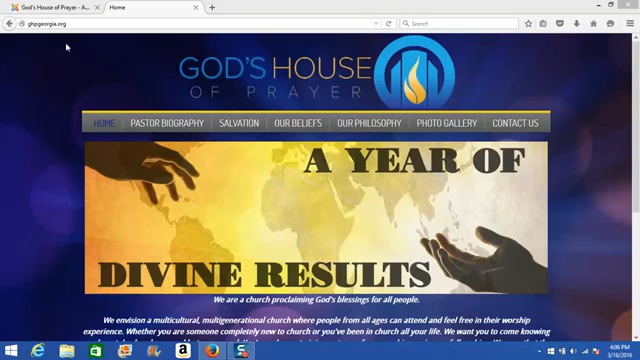 God's House of Prayer - A...
Home
ghpgeorgia.org
Search
GOD'S HOUSE
OF PRAYER
HOME
PASTOR BIOGRAPHY
SALVATION
OUR BELIEFS
OUR PHILOSOPHY
PHOTO GALLERY
CONTACT US
A YEAR OF
DIVINE RESULTS
We are a church proclaiming God's blessings for all people.
We envision a multicultural, multigenerational church where people from all ages can attend and feel free in their worship
experience. Whether you are someone completely new to church or you've been in church all your life. We want you to come knowing
4:06 PM
3/16/2016